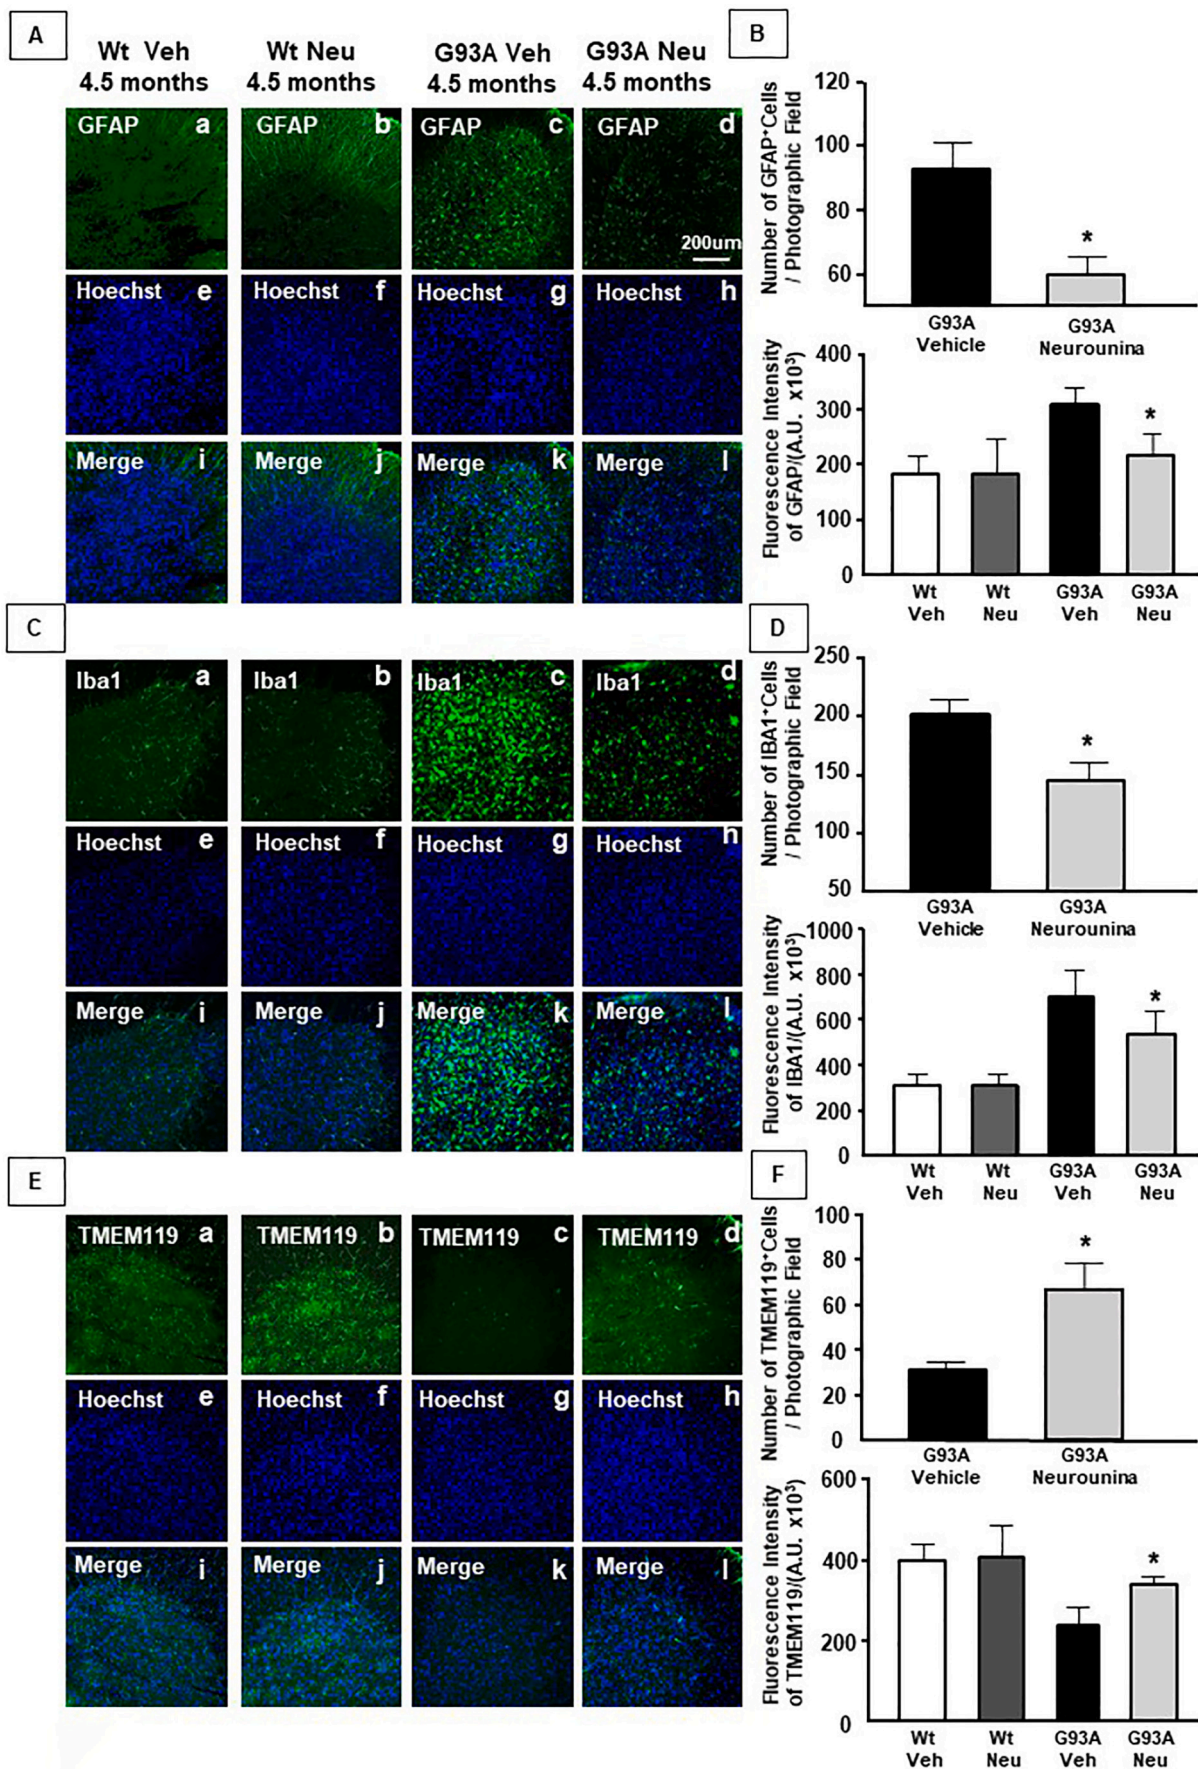 A
Wt Veh
4.5 months
Wt Neu
4.5 months
G93A Veh
4.5 months
G93A Neu
4.5 months
GFAP a
GFAP b
GFAP c
GFAP d
200um
Hoechst e
Hoechst f
Hoechst g
Hoechst h
Merge i
Merge j
Merge k
Merge l
B
Number of GFAP⁺Cells
/ Photographic Field
120
100
80
60
*
G93A
Vehicle
G93A
Neurounina
Fluorescence Intensity
of GFAP/(A.U. x10³)
400
300
200
100
0
*
Wt
Veh
Wt
Neu
G93A
Veh
G93A
Neu
C
Iba1 a
Iba1 b
Iba1 c
Iba1 d
Hoechst e
Hoechst f
Hoechst g
Hoechst h
Merge i
Merge j
Merge k
Merge l
D
Number of IBA1⁺Cells
/ Photographic Field
250
200
150
100
50
*
G93A
Vehicle
G93A
Neurounina
Fluorescence Intensity
of IBA1/(A.U. x10³)
1000
800
600
400
200
0
*
Wt
Veh
Wt
Neu
G93A
Veh
G93A
Neu
E
TMEM119 a
TMEM119 b
TMEM119 c
TMEM119 d
Hoechst e
Hoechst f
Hoechst g
Hoechst h
Merge i
Merge j
Merge k
Merge l
F
Number of TMEM119⁺Cells
/ Photographic Field
100
80
60
40
20
0
*
G93A
Vehicle
G93A
Neurounina
Fluorescence Intensity
of TMEM119/(A.U. x10³)
600
400
200
0
*
Wt
Veh
Wt
Neu
G93A
Veh
G93A
Neu